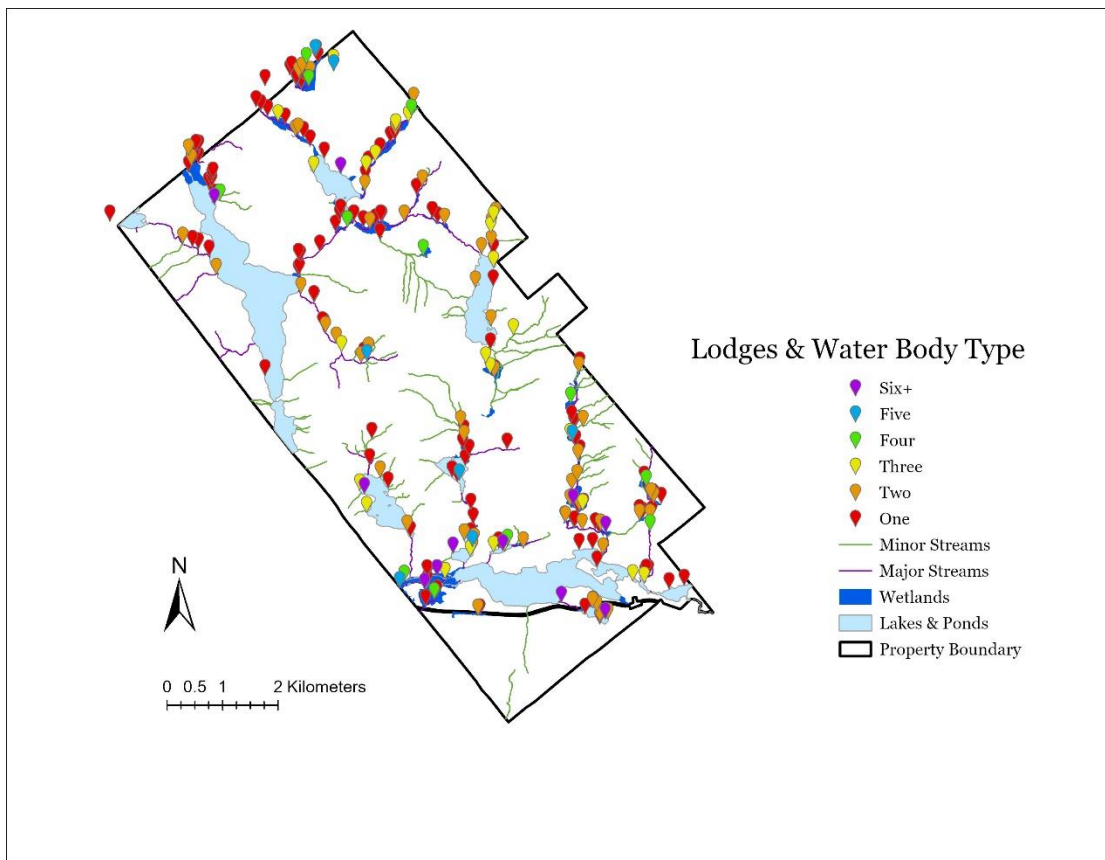 Lodges & Water Body Type
Six+
Five
Four
Three
Two
One
Minor Streams
Major Streams
Wetlands
Lakes & Ponds
Property Boundary
N
0 0.5 1 2 Kilometers